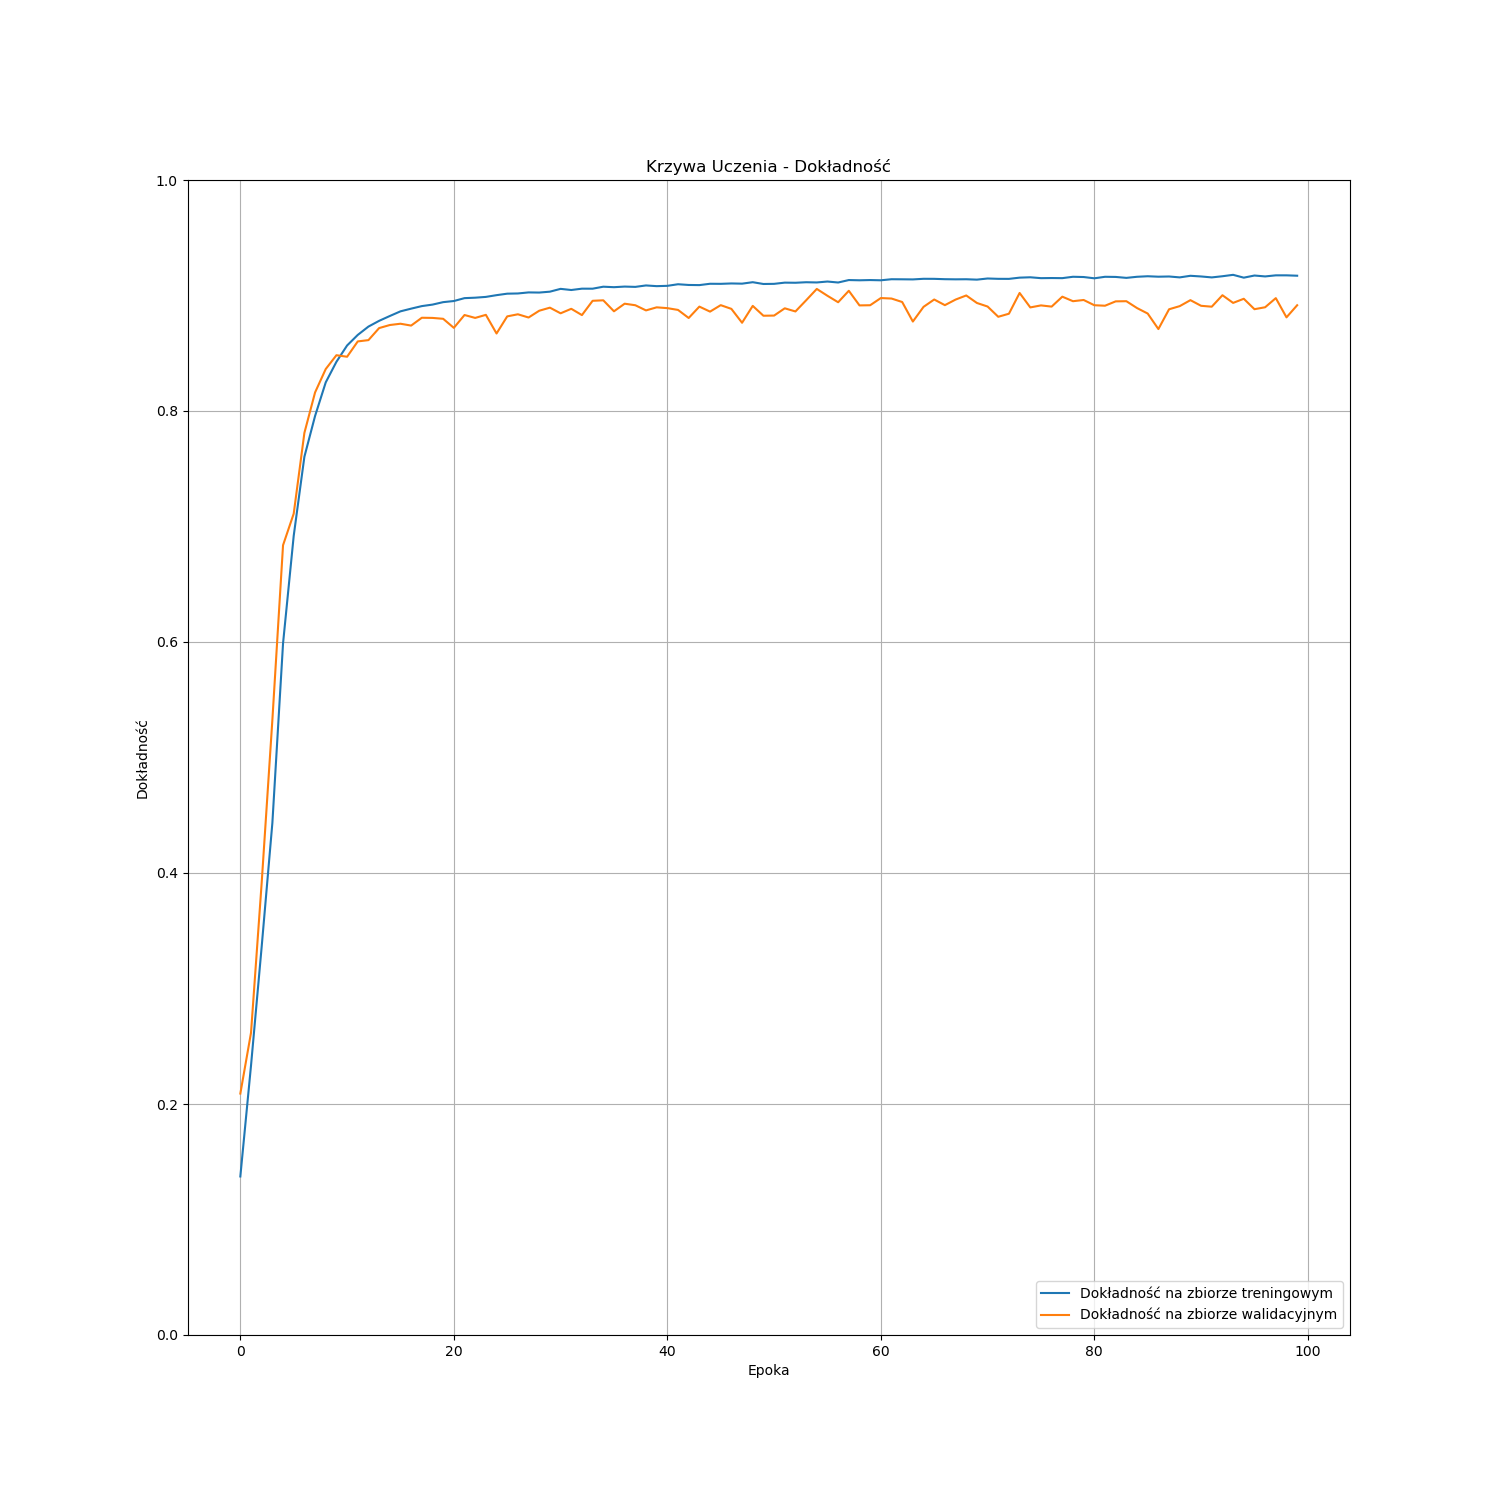 Krzywa Uczenia - Dokładność
1.0
0.8
0.6
0.4
0.2
0.0
Dokładność
0 20 40 60 80 100
Epoka
Dokładność na zbiorze treningowym
Dokładność na zbiorze walidacyjnym